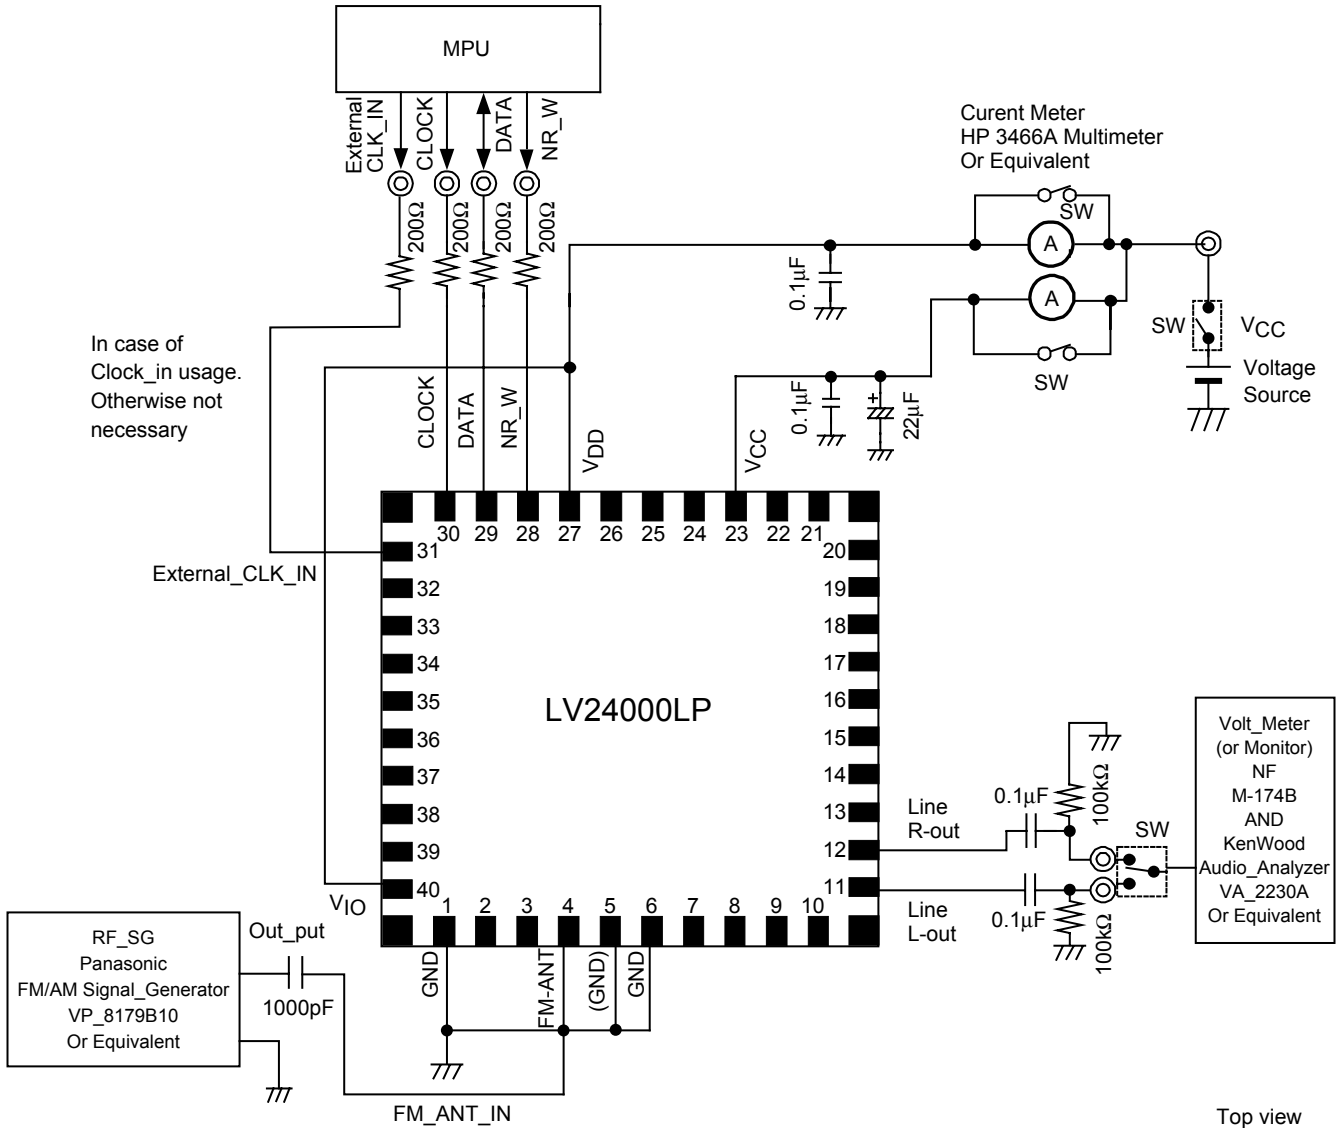 MPU
External
CLK_IN
CLOCK
DATA
NR_W
200Ω
200Ω
200Ω
200Ω
Curent Meter
HP 3466A Multimeter
Or Equivalent
SW
A
A
SW
0.1μF
0.1μF
22μF
+
SW
VCC
Voltage
Source
In case of
Clock_in usage.
Otherwise not
necessary
CLOCK
DATA
NR_W
VDD
VCC
30
29
28
27
26
25
24
23
22
21
31
32
33
34
35
36
37
38
39
40
External_CLK_IN
VIO
20
19
18
17
16
15
14
13
12
11
LV24000LP
1
2
3
4
5
6
7
8
9
10
Line
R-out
0.1μF
100kΩ
Line
L-out
0.1μF
100kΩ
SW
Volt_Meter
(or Monitor)
NF
M-174B
AND
KenWood
Audio_Analyzer
VA_2230A
Or Equivalent
RF_SG
Panasonic
FM/AM Signal_Generator
VP_8179B10
Or Equivalent
Out_put
1000pF
GND
FM-ANT
(GND)
GND
FM_ANT_IN
Top view